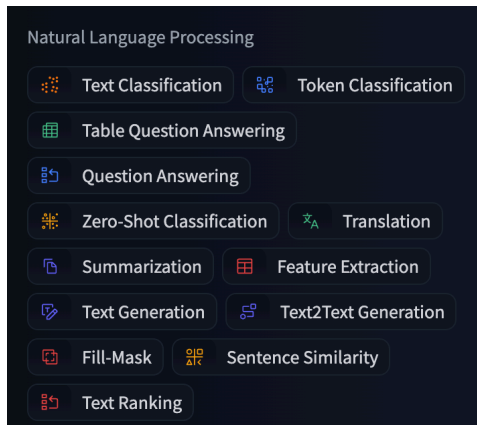 Natural Language Processing
Text Classification Token Classification
Table Question Answering
Question Answering
Zero-Shot Classification Translation
Summarization Feature Extraction
Text Generation Text2Text Generation
Fill-Mask Sentence Similarity
Text Ranking